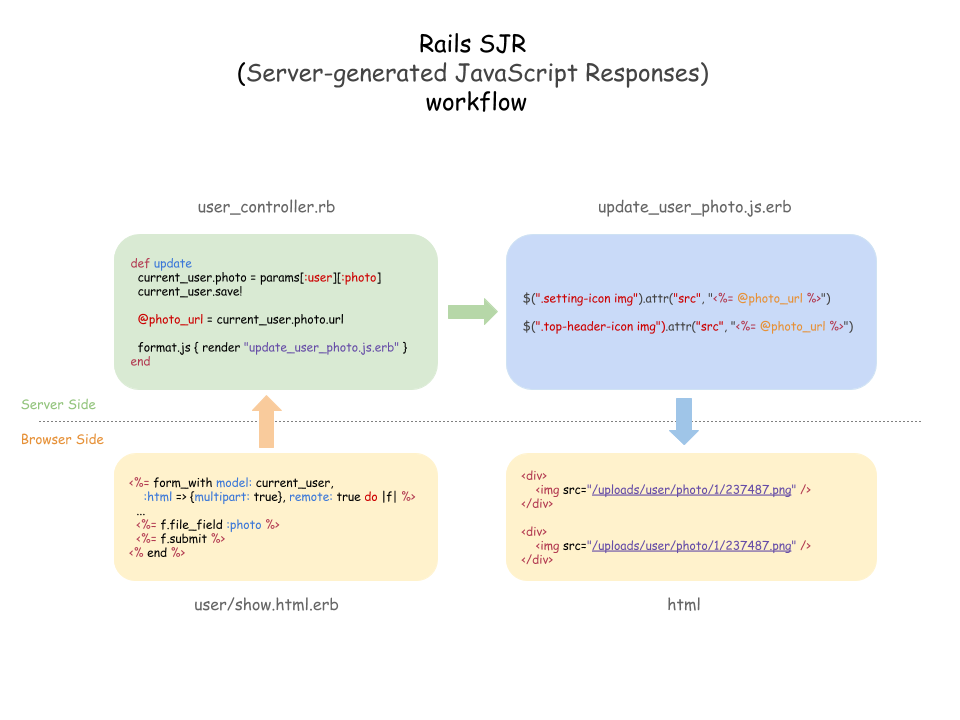 Rails SJR
(Server-generated JavaScript Responses)
workflow
user_controller.rb
def update
current_user.photo = params[:user][:photo]
current_user.save!
@photo_url = current_user.photo.url
format.js { render "update_user_photo.js.erb" }
end
update_user_photo.js.erb
$(".setting-icon img").attr("src", "<%= @photo_url %>")
$(".top-header-icon img").attr("src", "<%= @photo_url %>")
Server Side
Browser Side
<%= form_with model: current_user,
:html => {multipart: true}, remote: true do |f| %>
...
<%= f.file_field :photo %>
<%= f.submit %>
<% end %>
user/show.html.erb
<div>
<img src="/uploads/user/photo/1/237487.png" />
</div>
<div>
<img src="/uploads/user/photo/1/237487.png" />
</div>
html